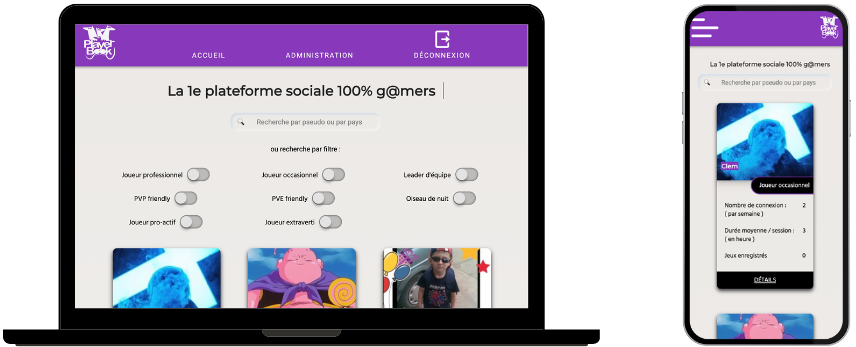 Player
Book
ACCUEIL
ADMINISTRATION
DÉCONNEXION
La 1e plateforme sociale 100% g@mers
Recherche par pseudo ou par pays
ou recherche par filtre :
Joueur professionnel
Joueur occasionnel
Leader d'équipe
PVP friendly
PVE friendly
Oiseau de nuit
Joueur pro-actif
Joueur extraverti
Player
Book
La 1e plateforme sociale 100% g@mers
Recherche par pseudo ou par pays
Clem
Joueur occasionnel
Nombre de connexion : 2
( par semaine )
Durée moyenne / session : 3
( en heure )
Jeux enregistrés 0
DÉTAILS